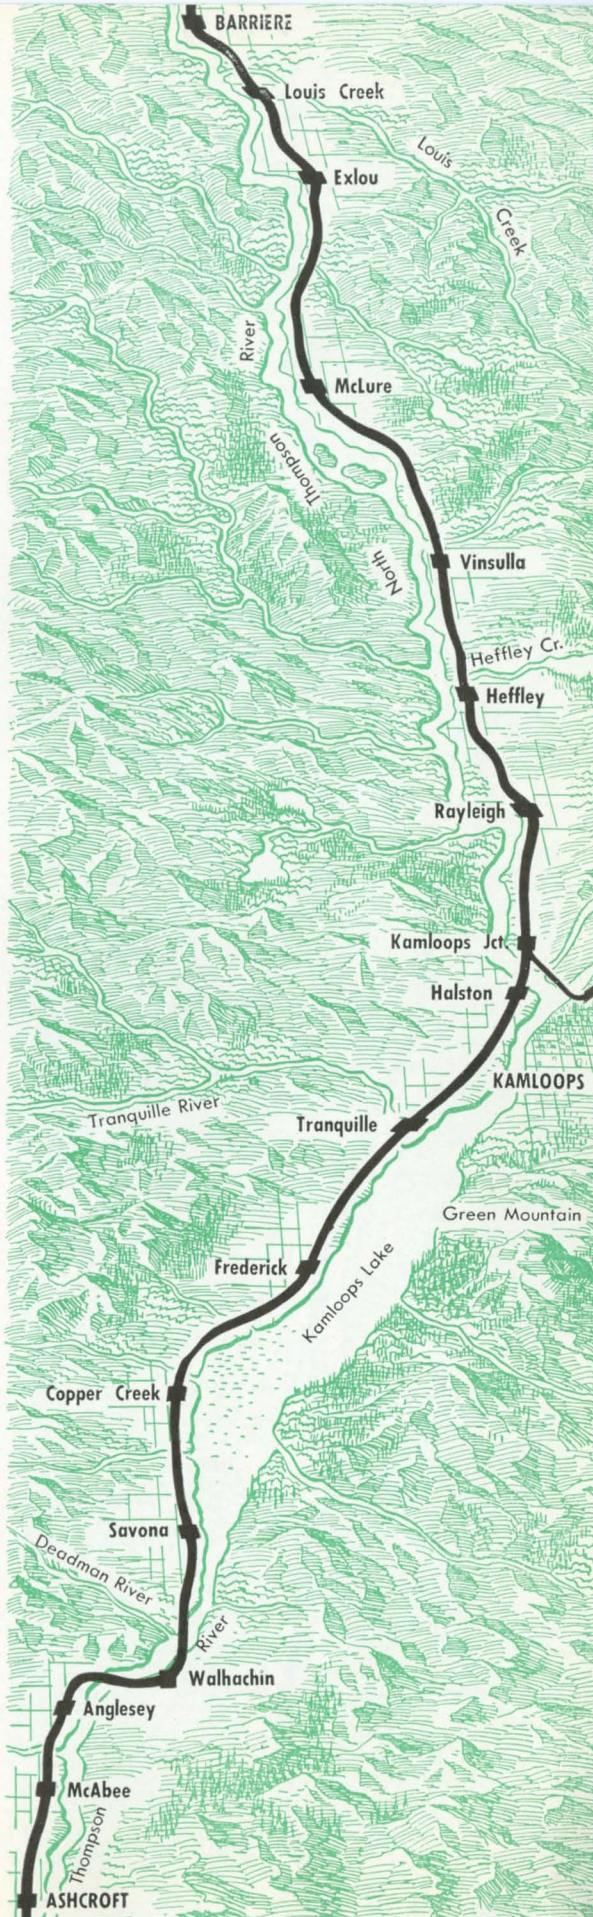 BARRIERE
Louis Creek
Louis
Creek
Exlou
River
McLure
Thompson
North
Vinsulla
Heffley Cr.
Heffley
Rayleigh
Kamloops Jct.
Halston
KAMLOOPS
Tranquille River
Tranquille
Green Mountain
Frederick
Kamloops Lake
Copper Creek
Savona
Deadman River
River
Walhachin
Anglesey
McAbee
Thompson
ASHCROFT